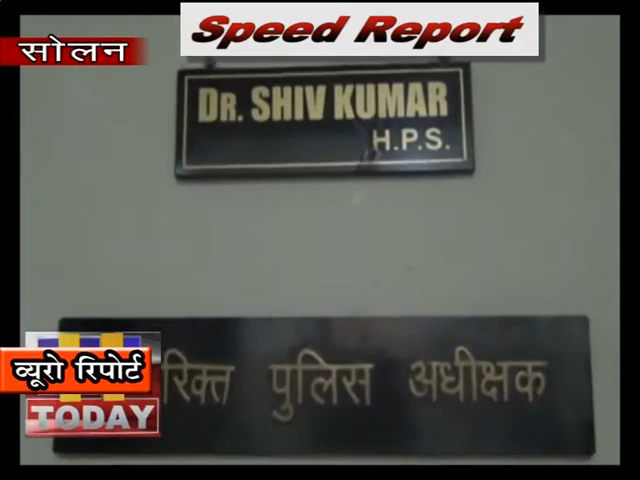 Speed Report
सोलन
DR. SHIV KUMAR
H.P.S.
रिक्त पुलिस अधीक्षक
व्यूरो रिपोर्ट
TODAY